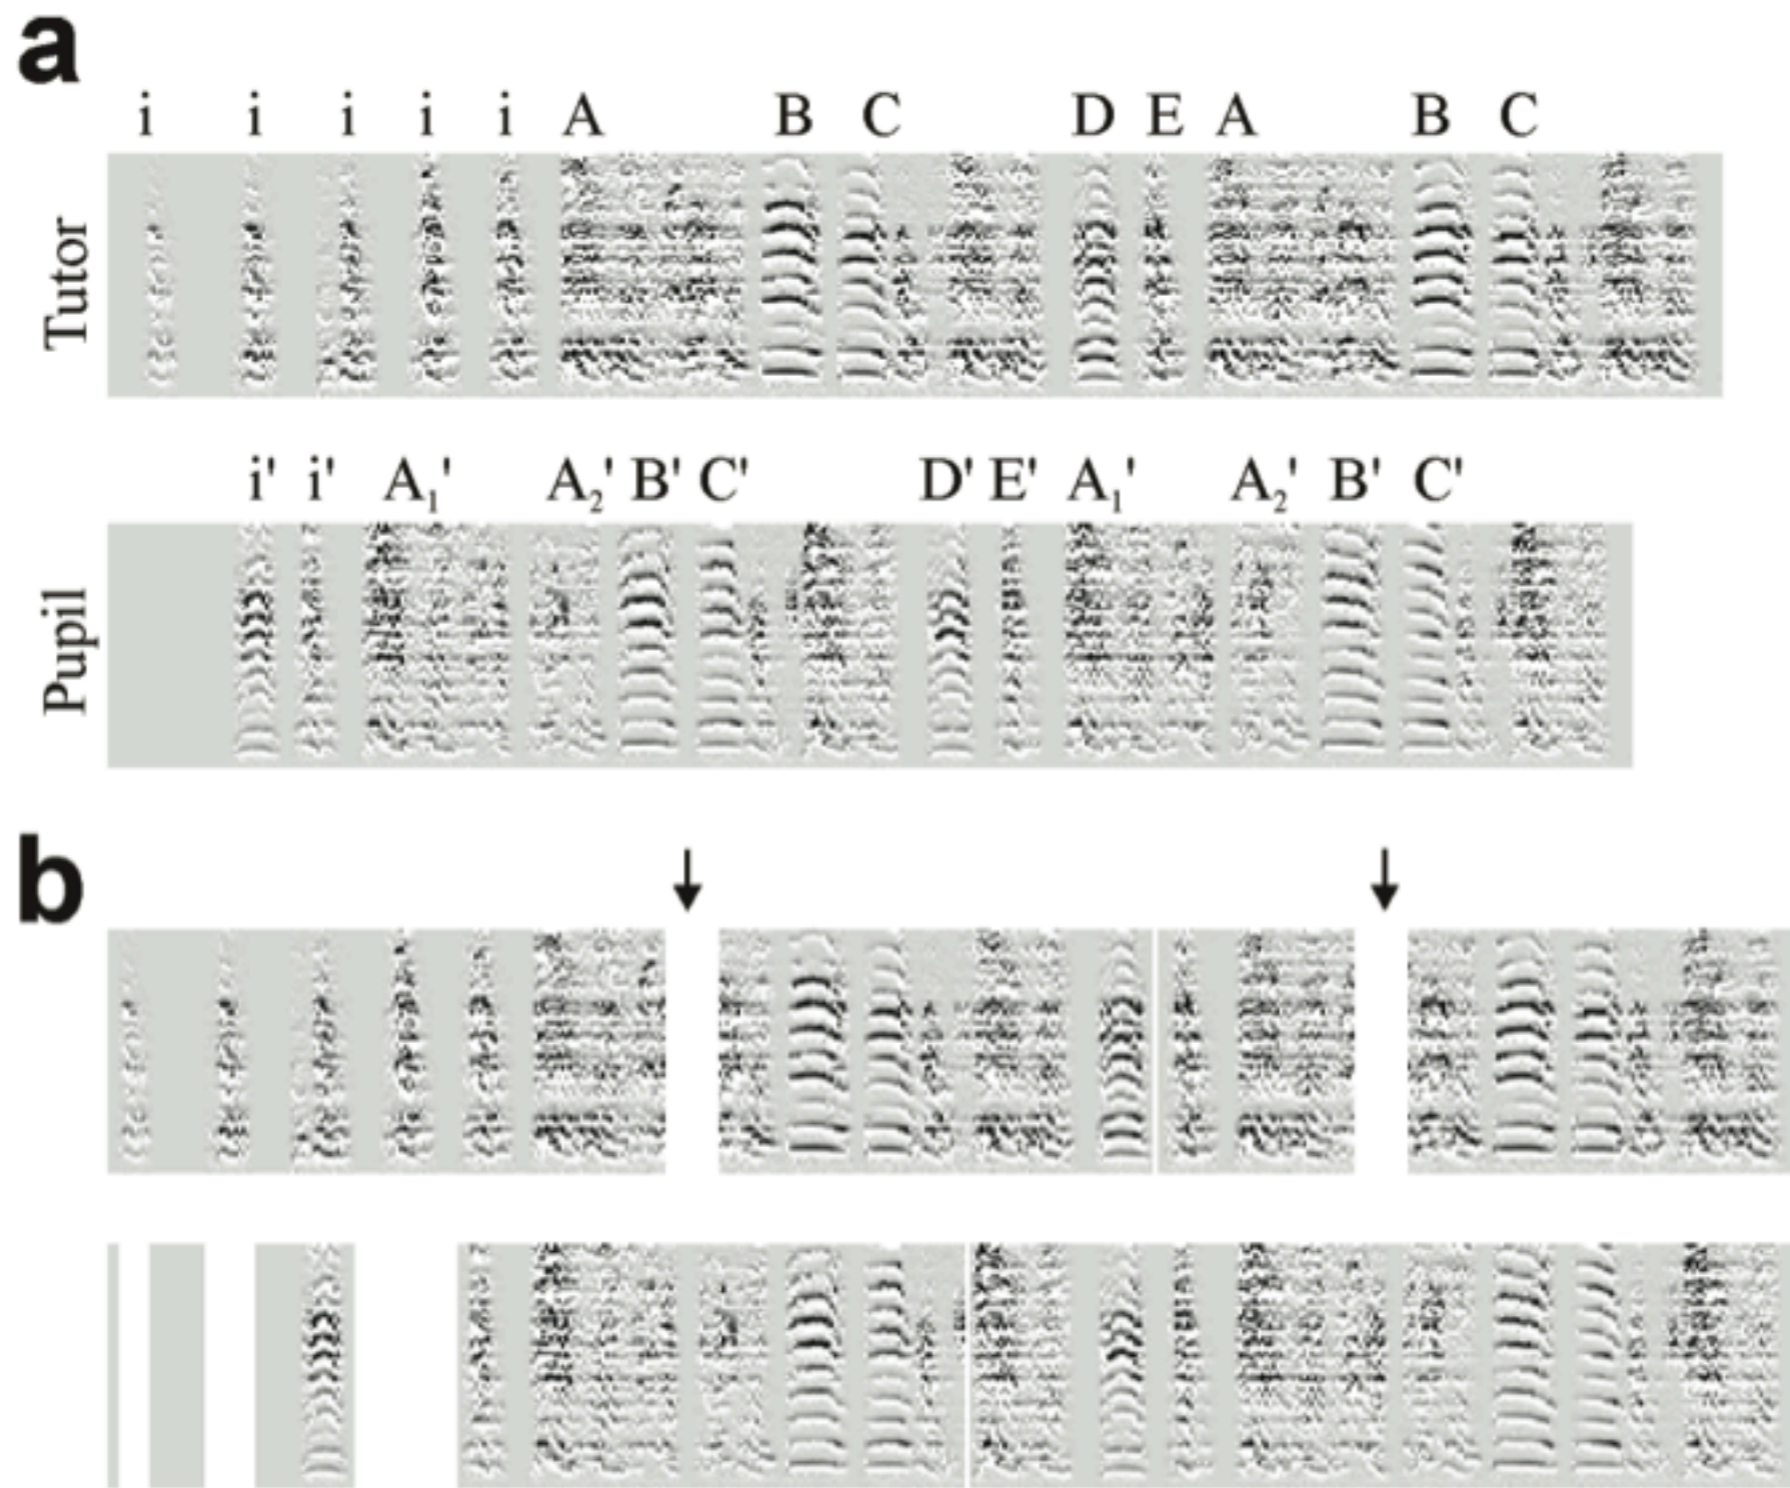 a
i i i i i A B C D E A B C
Tutor
i' i' A₁' A₂' B' C' D' E' A₁' A₂' B' C'
Pupil
b